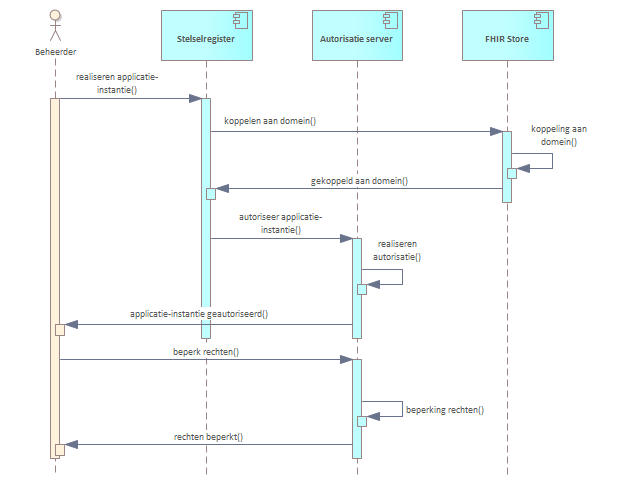 Beheerder
Stelselregister
Autorisatie server
FHIR Store
realiseren applicatie-
instantie()
koppelen aan domein()
koppeling aan
domein()
gekoppeld aan domein()
autoriseer applicatie-
instantie()
realiseren
autorisatie()
applicatie-instantie geautoriseerd()
beperk rechten()
beperking rechten()
rechten beperkt()